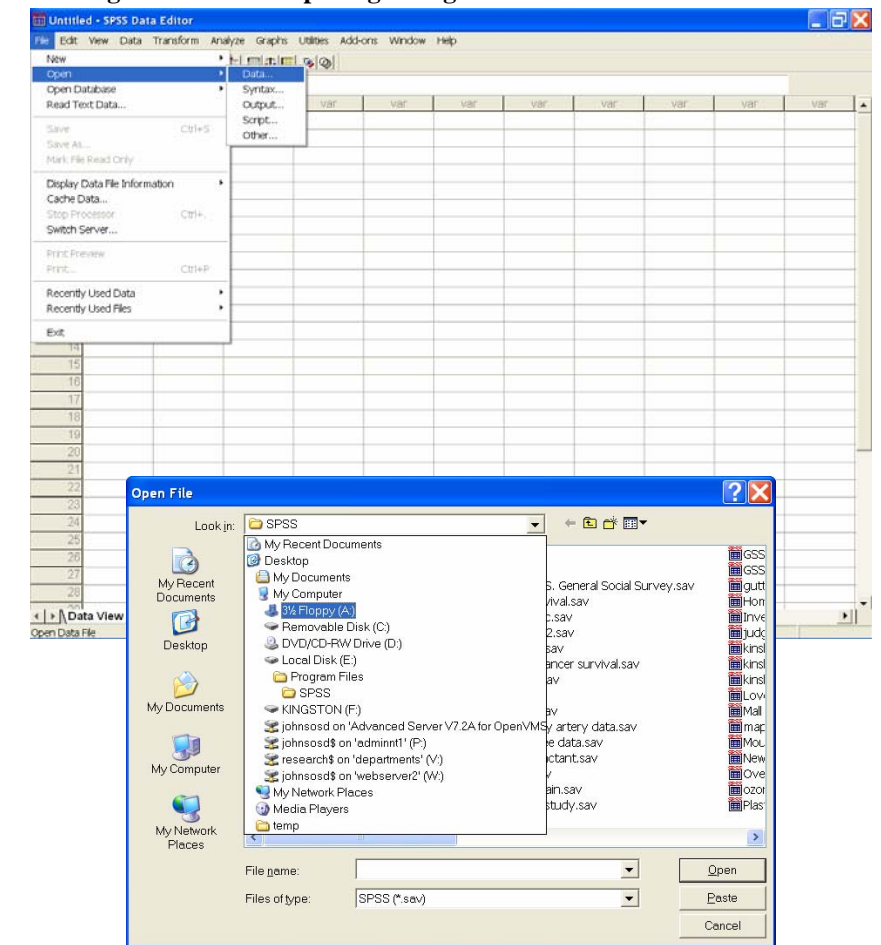 Untitled - SPSS Data Editor
File Edit View Data Transform Analyze Graphs Utilities Add-ons Window Help
New
Open
Open Database
Read Text Data...
Save Ctrl+S
Save As...
Mark File Read Only
Display Data File Information
Cache Data...
Stop Processor Ctrl+.
Switch Server...
Print Preview
Print... Ctrl+P
Recently Used Data
Recently Used Files
Exit
Data...
Syntax...
Output...
Script...
Other...
var var var var var var var var
14
15
16
17
18
19
20
21
22
23
24
25
26
27
28
Data View
Open Data File
Open File
Look in: SPSS
My Recent Documents
Desktop
My Documents
My Computer
3½ Floppy (A:)
Removable Disk (C:)
DVD/CD-RW Drive (D:)
Local Disk (E:)
Program Files
SPSS
KINGSTON (F:)
johnsosd on 'Advanced Server V7.2A for OpenVMS
johnsosd$ on 'adminnt1' (P:)
research$ on 'departments' (V:)
johnsosd$ on 'webserver2' (W:)
My Network Places
Media Players
temp
My Recent
Documents
Desktop
My Documents
My Computer
My Network
Places
S. General Social Survey.sav
vival.sav
c.sav
2.sav
sav
ancer survival.sav
av
av
y artery data.sav
e data.sav
ctant.sav
v
ain.sav
study.sav
GSS
GSS
gutt
Hon
Inve
judg
kinsl
kinsl
kinsl
Love
Mall
map
Mou
New
Ove
ozor
Plas
File name:
Files of type: SPSS (*.sav)
Open
Paste
Cancel